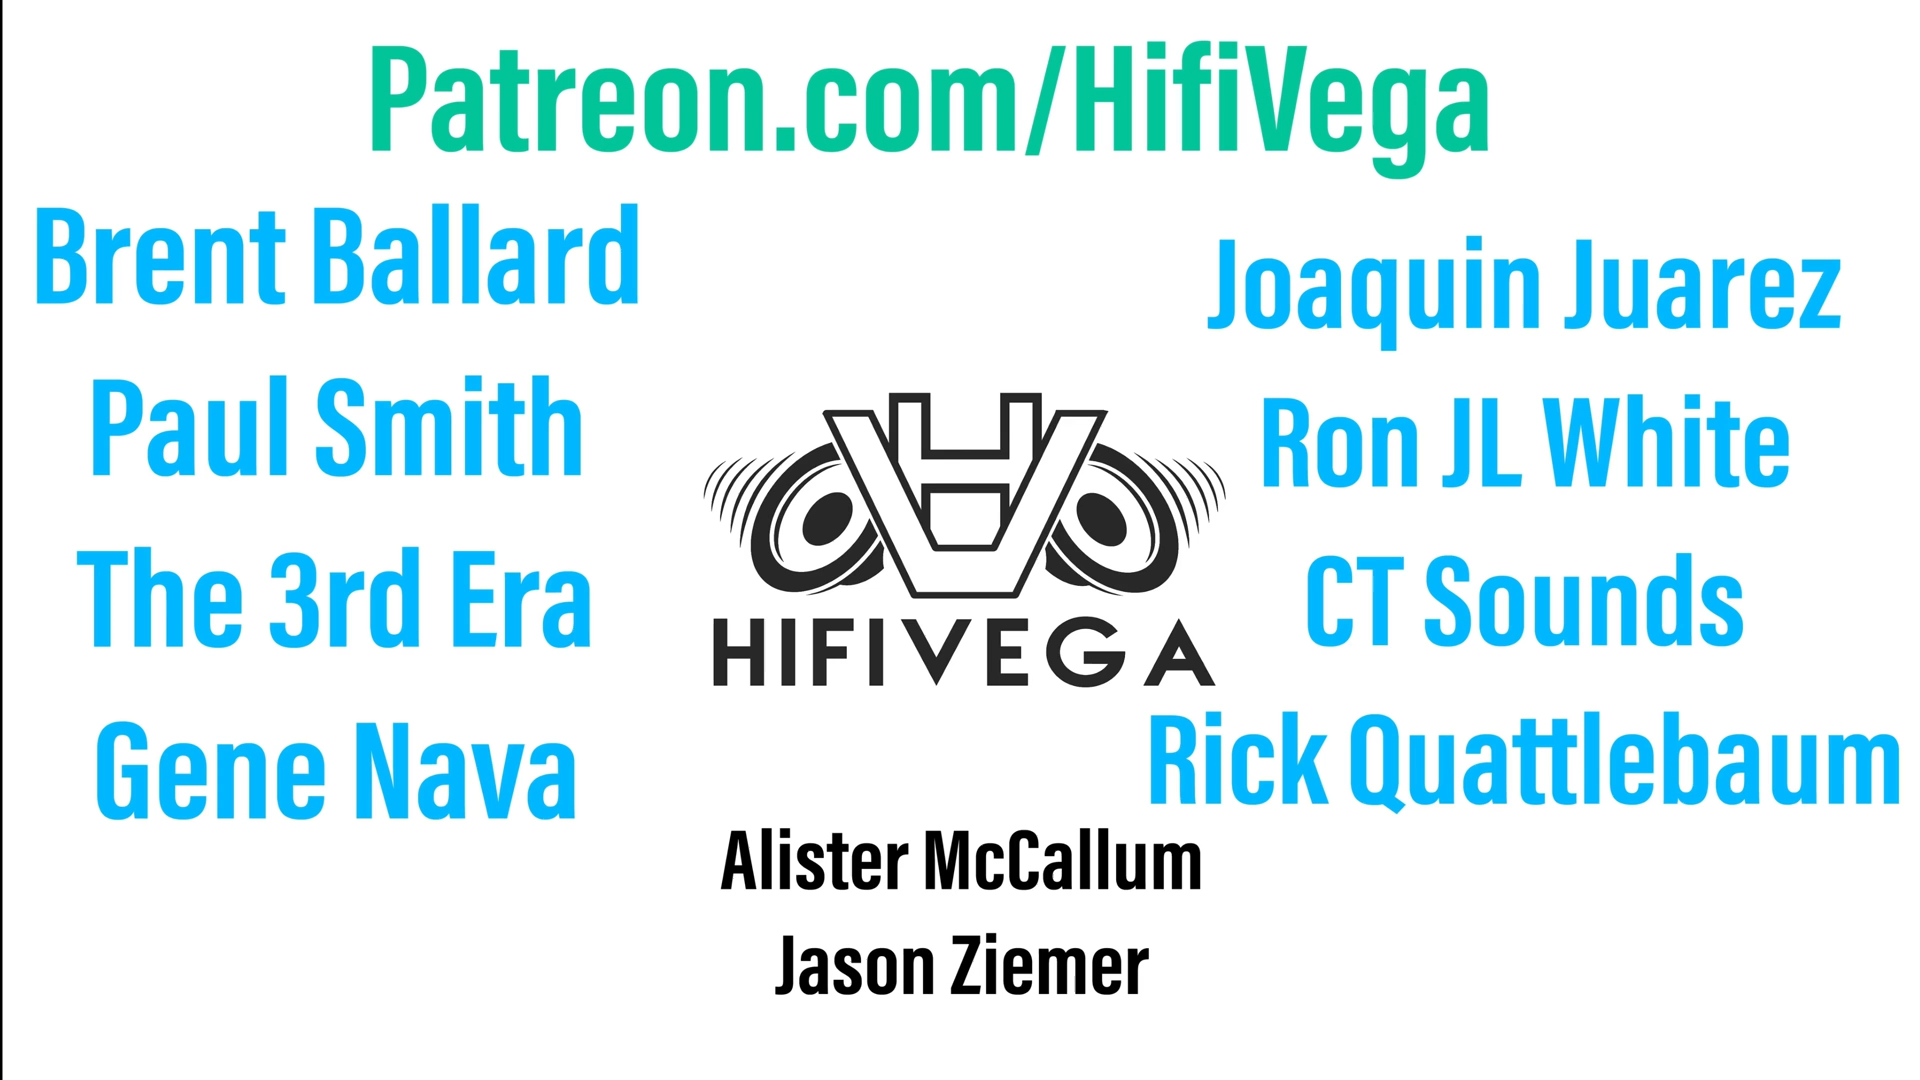 Patreon.com/HifiVega
Brent Ballard
Paul Smith
The 3rd Era
Gene Nava
Joaquin Juarez
Ron JL White
CT Sounds
Rick Quattlebaum
HIFIVEGA
Alister McCallum
Jason Ziemer